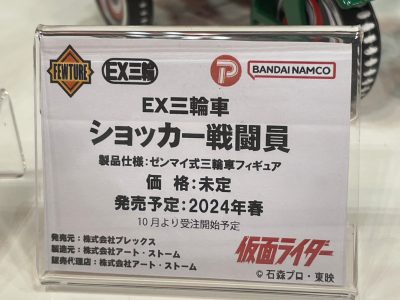 FEWTURE EX三輪 P BANDAI NAMCO
EX三輪車
ショッカー戦闘員
製品仕様：ゼンマイ式三輪車フィギュア
価 格：未定
発売予定：2024年春
10月より受注開始予定
発売元：株式会社プレックス
製造元：株式会社アート・ストーム
販売代理店：株式会社アート・ストーム
仮面ライダー
© 石森プロ・東映